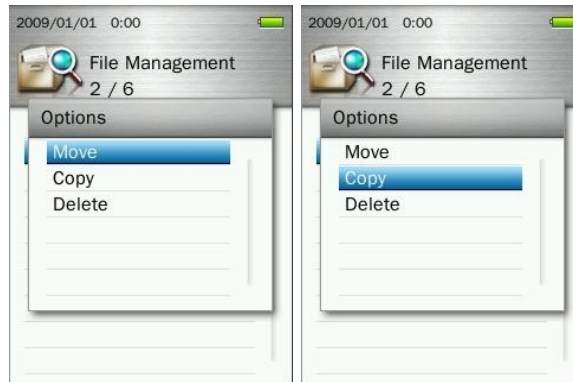 2009/01/01 0:00
File Management
2 / 6
Options
Move
Copy
Delete
2009/01/01 0:00
File Management
2 / 6
Options
Move
Copy
Delete